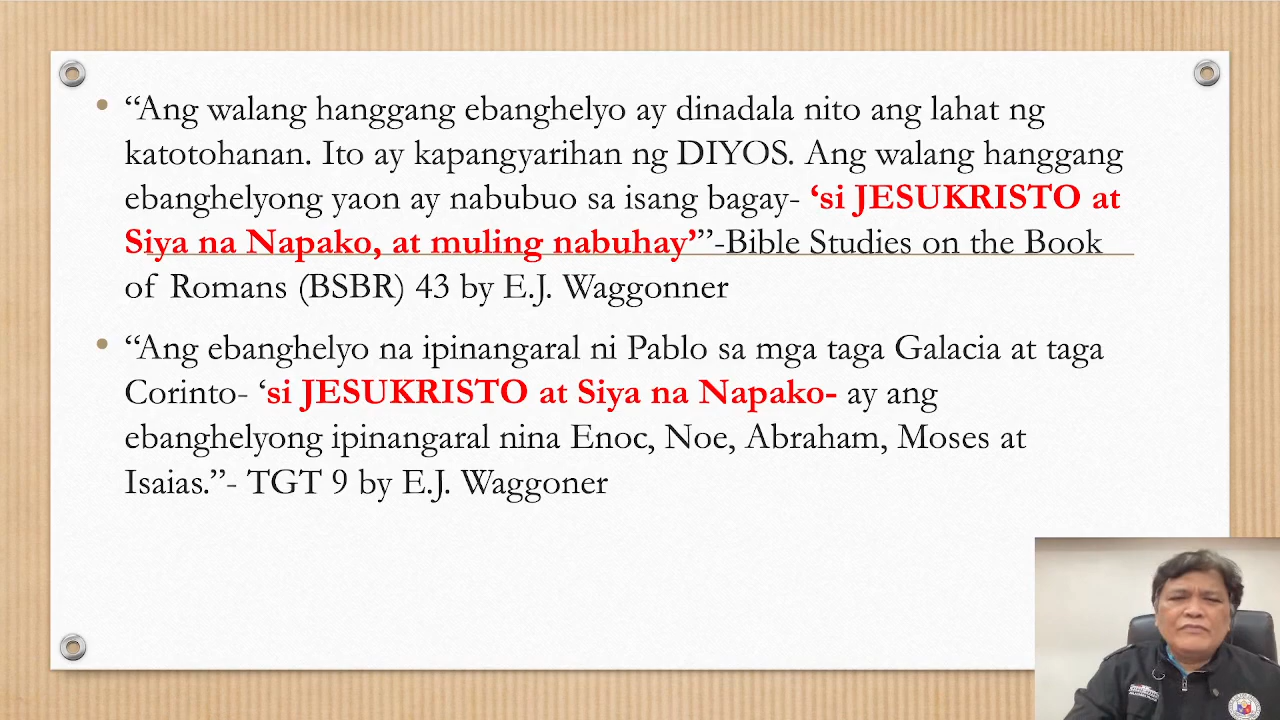 • “Ang walang hanggang ebanghelyo ay dinadala nito ang lahat ng
katotohanan. Ito ay kapangyarihan ng DIYOS. Ang walang hanggang
ebanghelyong yaon ay nabubuo sa isang bagay- ‘si JESUKRISTO at
Siya na Napako, at muling nabuhay’”-Bible Studies on the Book
of Romans (BSBR) 43 by E.J. Waggonner
• “Ang ebanghelyo na ipinangaral ni Pablo sa mga taga Galacia at taga
Corinto- ‘si JESUKRISTO at Siya na Napako- ay ang
ebanghelyong ipinangaral nina Enoc, Noe, Abraham, Moses at
Isaias.”- TGT 9 by E.J. Waggoner